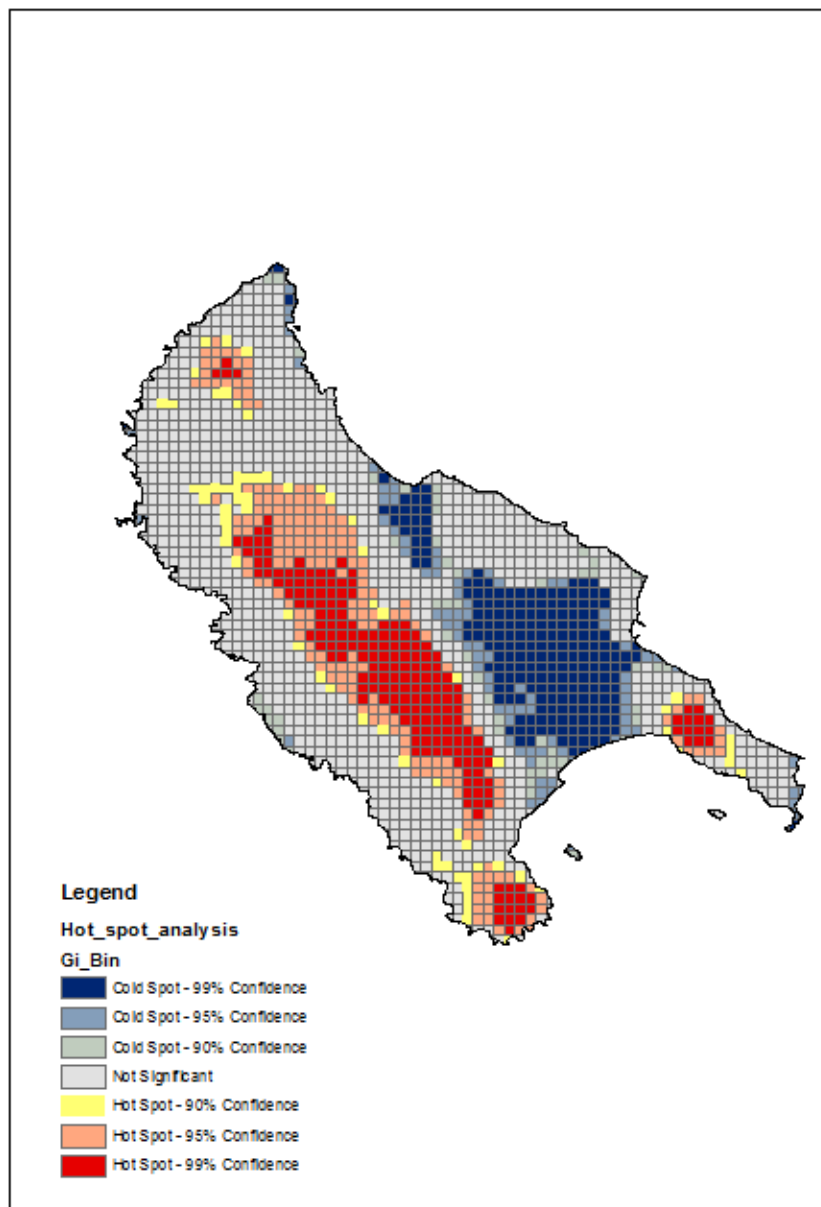 Legend
Hot_spot_analysis
Gi_Bin
Cold Spot - 99% Confidence
Cold Spot - 95% Confidence
Cold Spot - 90% Confidence
Not Significant
Hot Spot - 90% Confidence
Hot Spot - 95% Confidence
Hot Spot - 99% Confidence